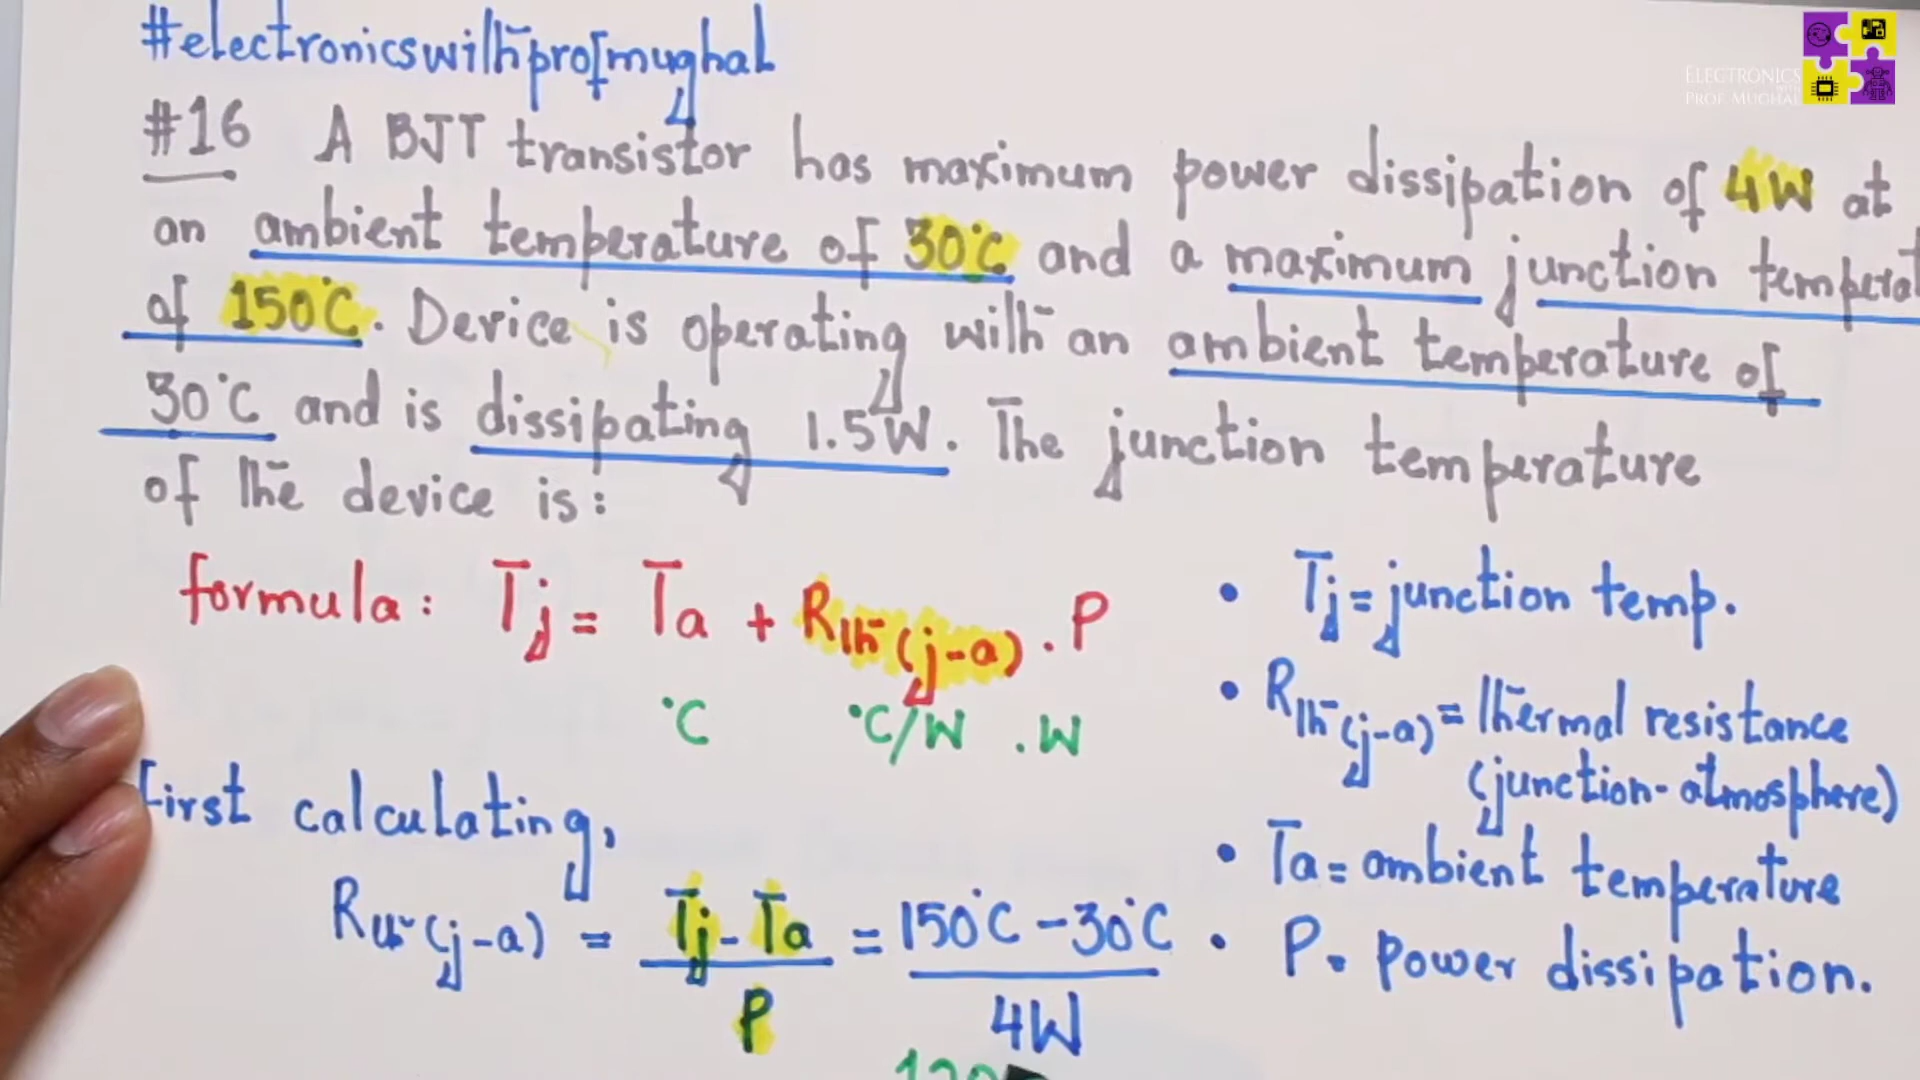 #electronicswithprofmughal
ELECTRONICS
WITH
PROF MUGHAL
#16 A BJT transistor has maximum power dissipation of 4W at
an ambient temperature of 30°C and a maximum junction temperat
of 150°C. Device is operating with an ambient temperature of
30°C and is dissipating 1.5W. The junction temperature
of the device is:
formula: Tj = Ta + Rth(j-a) . P
°C °C/W . W
• Tj = junction temp.
• Rth(j-a) = thermal resistance
(junction-atmosphere)
• Ta = ambient temperature
• P = power dissipation.
First calculating,
Rth(j-a) = Tj - Ta / P = 150°C - 30°C / 4W